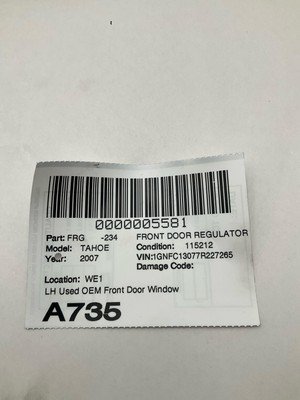 0000005581
Part: FRG -234 FRONT DOOR REGULATOR
Model: TAHOE Condition: 115212
Year: 2007 VIN:1GNFC13077R227265
Damage Code:
Location: WE1
LH Used OEM Front Door Window
A735